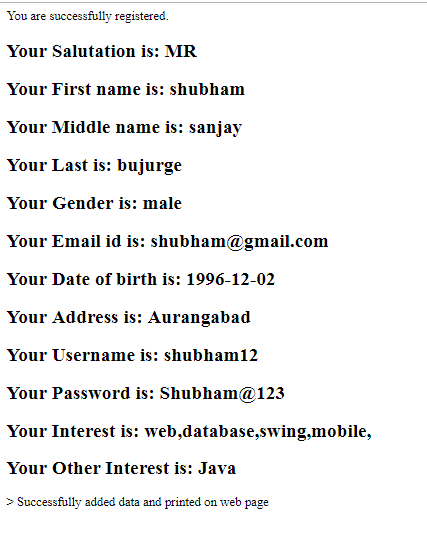 You are successfully registered.
Your Salutation is: MR
Your First name is: shubham
Your Middle name is: sanjay
Your Last is: bujurge
Your Gender is: male
Your Email id is: shubham@gmail.com
Your Date of birth is: 1996-12-02
Your Address is: Aurangabad
Your Username is: shubham12
Your Password is: Shubham@123
Your Interest is: web,database,swing,mobile,
Your Other Interest is: Java
> Successfully added data and printed on web page